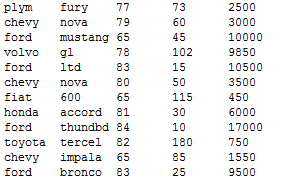 plym fury 77 73 2500
chevy nova 79 60 3000
ford mustang 65 45 10000
volvo gl 78 102 9850
ford ltd 83 15 10500
chevy nova 80 50 3500
fiat 600 65 115 450
honda accord 81 30 6000
ford thundbd 84 10 17000
toyota tercel 82 180 750
chevy impala 65 85 1550
ford bronco 83 25 9500